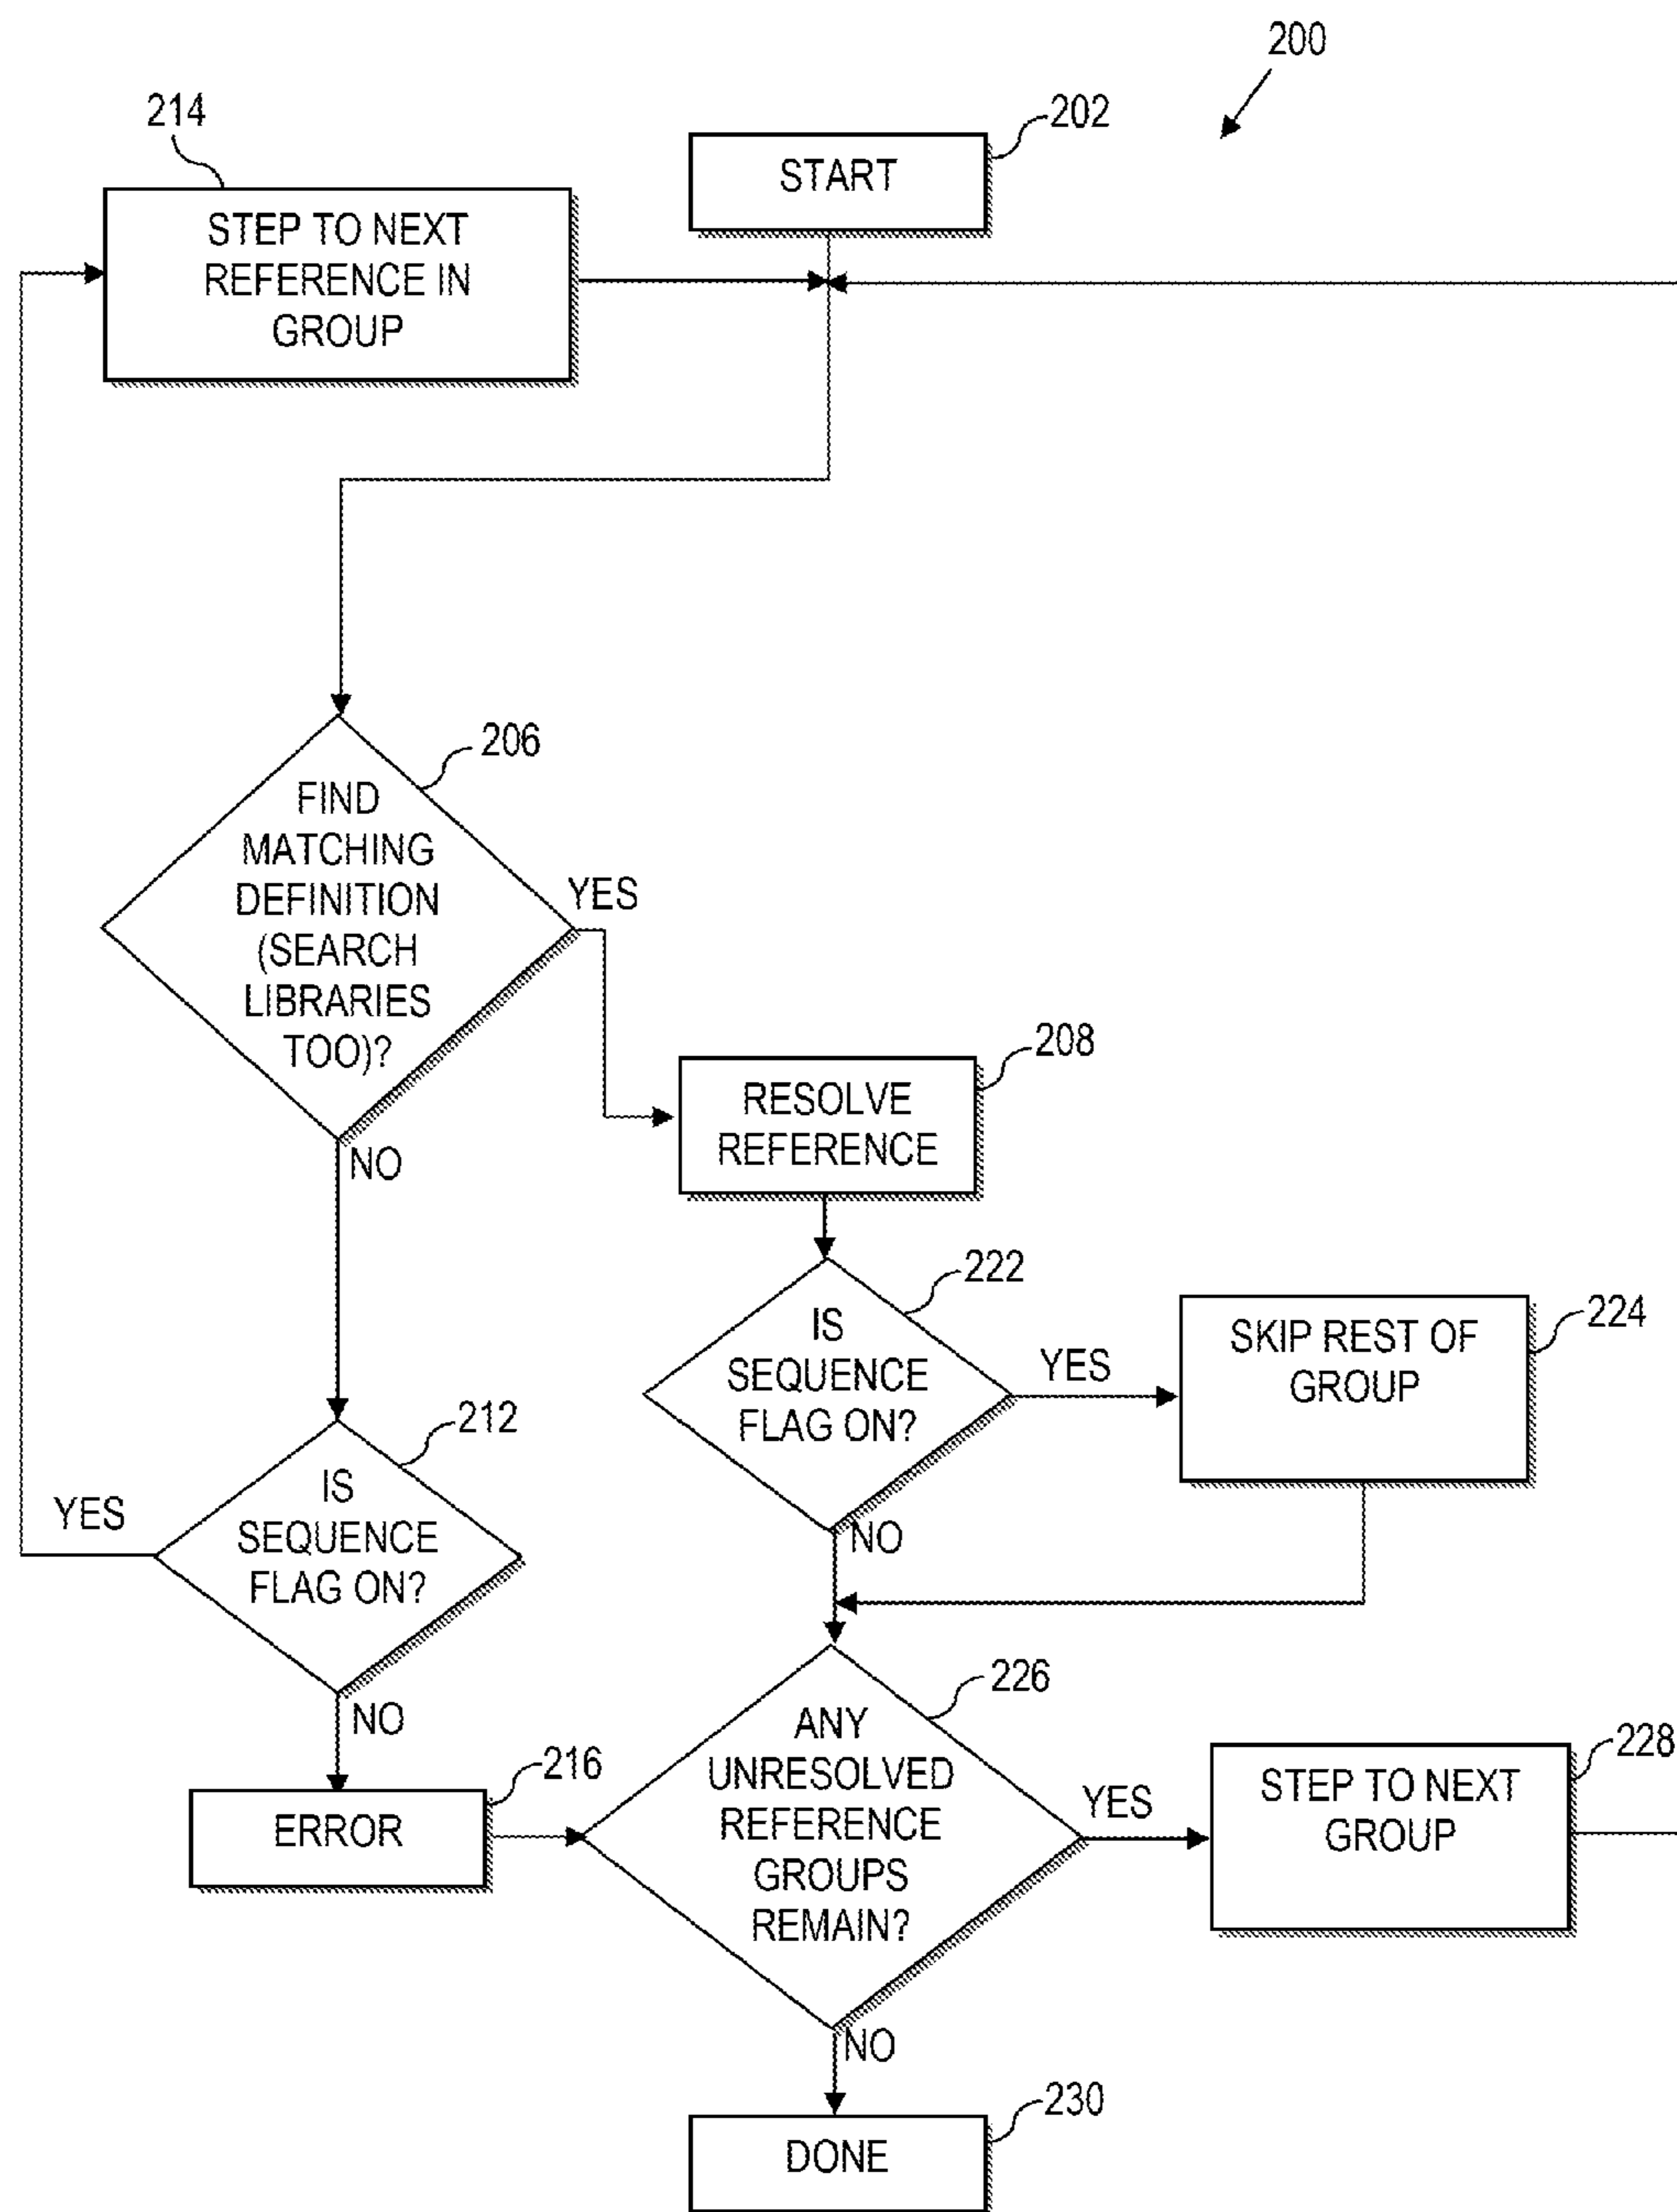 200
214
202
START
STEP TO NEXT
REFERENCE IN
GROUP
206
FIND
MATCHING
DEFINITION
(SEARCH
LIBRARIES
TOO)?
YES
NO
208
RESOLVE
REFERENCE
222
IS
SEQUENCE
FLAG ON?
YES
NO
224
SKIP REST OF
GROUP
212
IS
SEQUENCE
FLAG ON?
YES
NO
216
ERROR
226
ANY
UNRESOLVED
REFERENCE
GROUPS
REMAIN?
YES
NO
228
STEP TO NEXT
GROUP
230
DONE